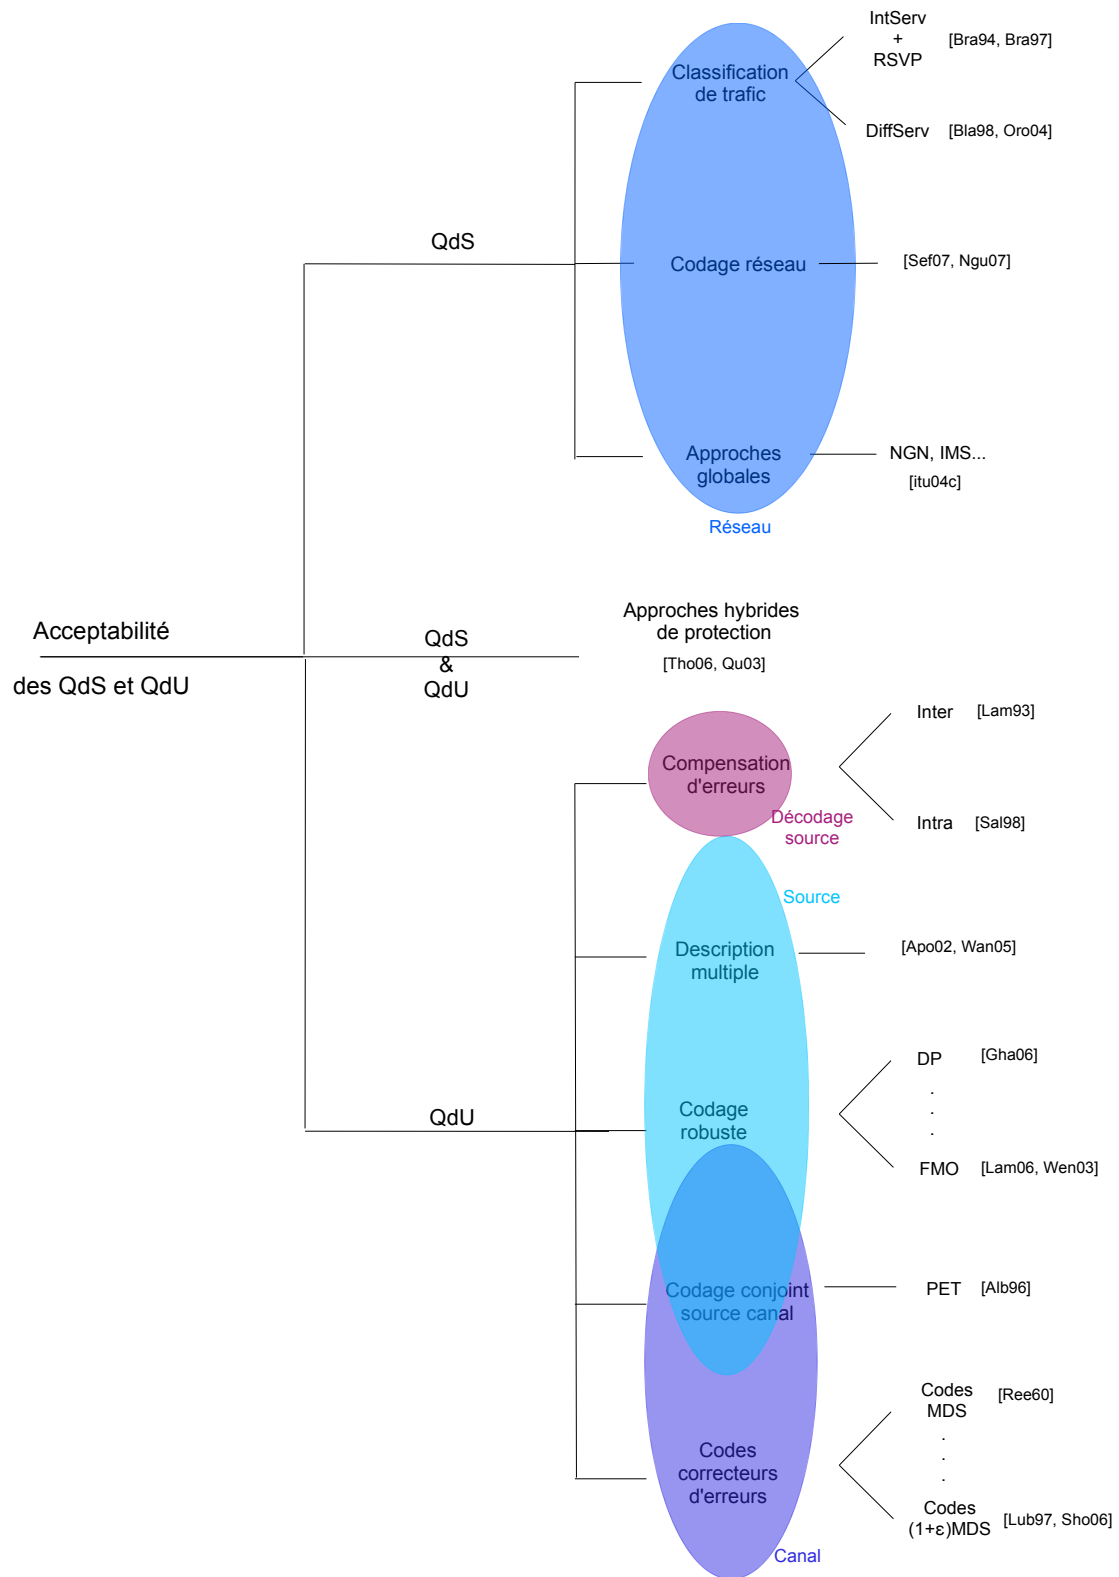 IntServ
+
RSVP
[Bra94, Bra97]
Classification
de trafic
DiffServ
[Bla98, Oro04]
QdS
Codage réseau
[Sef07, Ngu07]
Approches
globales
NGN, IMS...
[itu04c]
Réseau
Acceptabilité
des QdS et QdU
QdS
&
QdU
Approches hybrides
de protection
[Tho06, Qu03]
Compensation
d'erreurs
Inter
[Lam93]
Intra
[Sal98]
Décodage
source
Source
Description
multiple
[Apo02, Wan05]
QdU
Codage
robuste
DP
[Gha06]
.
.
.
FMO
[Lam06, Wen03]
Codage conjoint
source canal
PET
[Alb96]
Codes
correcteurs
d'erreurs
Codes
MDS
[Ree60]
.
.
.
Codes
(1+ε)MDS
[Lub97, Sho06]
Canal